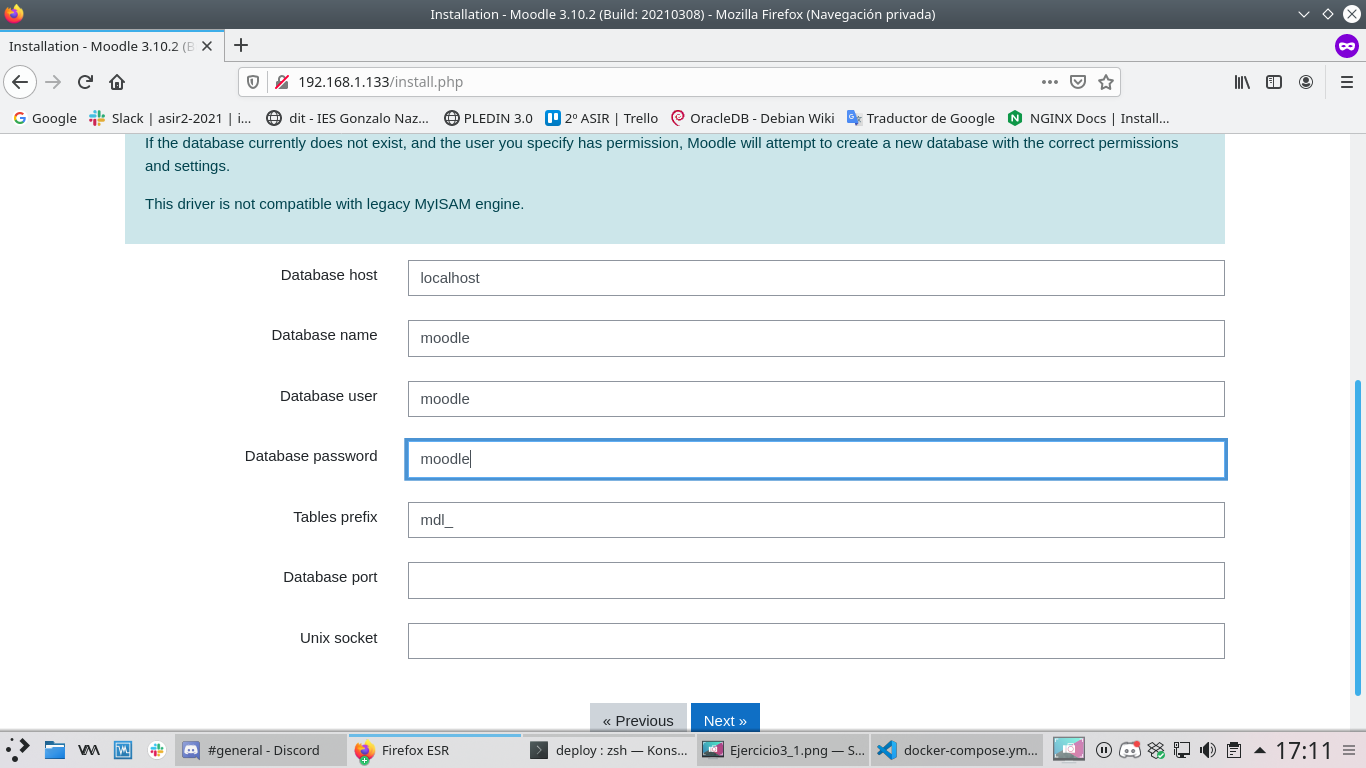 Installation - Moodle 3.10.2 (Build: 20210308) - Mozilla Firefox (Navegación privada)
Installation - Moodle 3.10.2 (B
192.168.1.133/install.php
Google
Slack | asir2-2021 | i...
dit - IES Gonzalo Naz...
PLEDIN 3.0
2º ASIR | Trello
OracleDB - Debian Wiki
Traductor de Google
NGINX Docs | Install...
If the database currently does not exist, and the user you specify has permission, Moodle will attempt to create a new database with the correct permissions
and settings.
This driver is not compatible with legacy MyISAM engine.
Database host
localhost
Database name
moodle
Database user
moodle
Database password
moodle
Tables prefix
mdl_
Database port
Unix socket
« Previous
Next »
#general - Discord
Firefox ESR
deploy : zsh — Kons...
Ejercicio3_1.png — S...
docker-compose.ym...
17:11